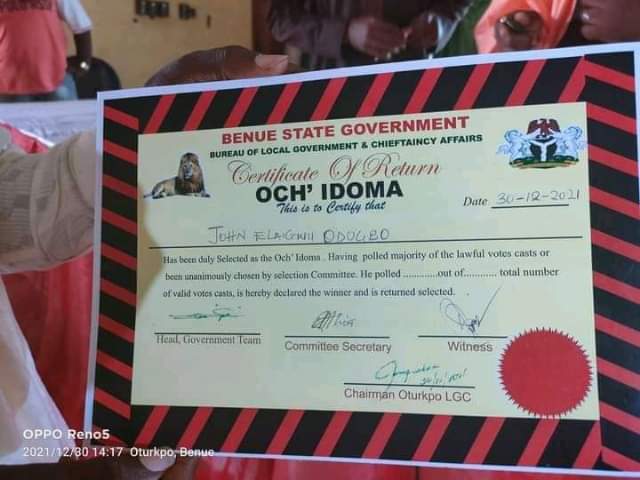 BENUE STATE GOVERNMENT
BUREAU OF LOCAL GOVERNMENT & CHIEFTAINCY AFFAIRS
Certificate Of Return
OCH' IDOMA
This is to Certify that
Date 30-12-2021
JOHN ELAIGWU ODOGBO
Has been duly Selected as the Och' Idoma . Having polled majority of the lawful votes casts or
been unanimously chosen by selection Committee. He polled ............out of........... total number
of valid votes casts, is hereby declared the winner and is returned selected.
Head, Government Team
Committee Secretary
Witness
Chairman Oturkpo LGC
OPPO Reno5
2021/12/30 14:17 Oturkpo, Benue